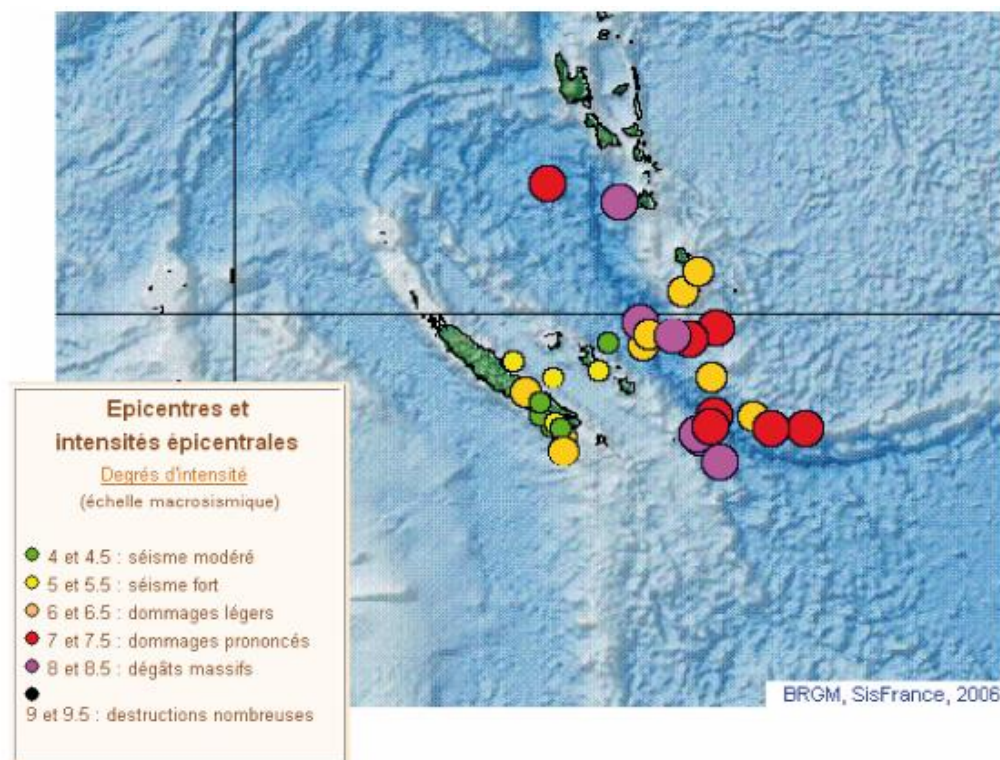 Epicentres et
intensités épicentrales
Degrés d'intensité
(échelle macrosismique)
4 et 4.5 : séisme modéré
5 et 5.5 : séisme fort
6 et 6.5 : dommages légers
7 et 7.5 : dommages prononcés
8 et 8.5 : dégâts massifs
9 et 9.5 : destructions nombreuses
BRGM, SisFrance, 2006